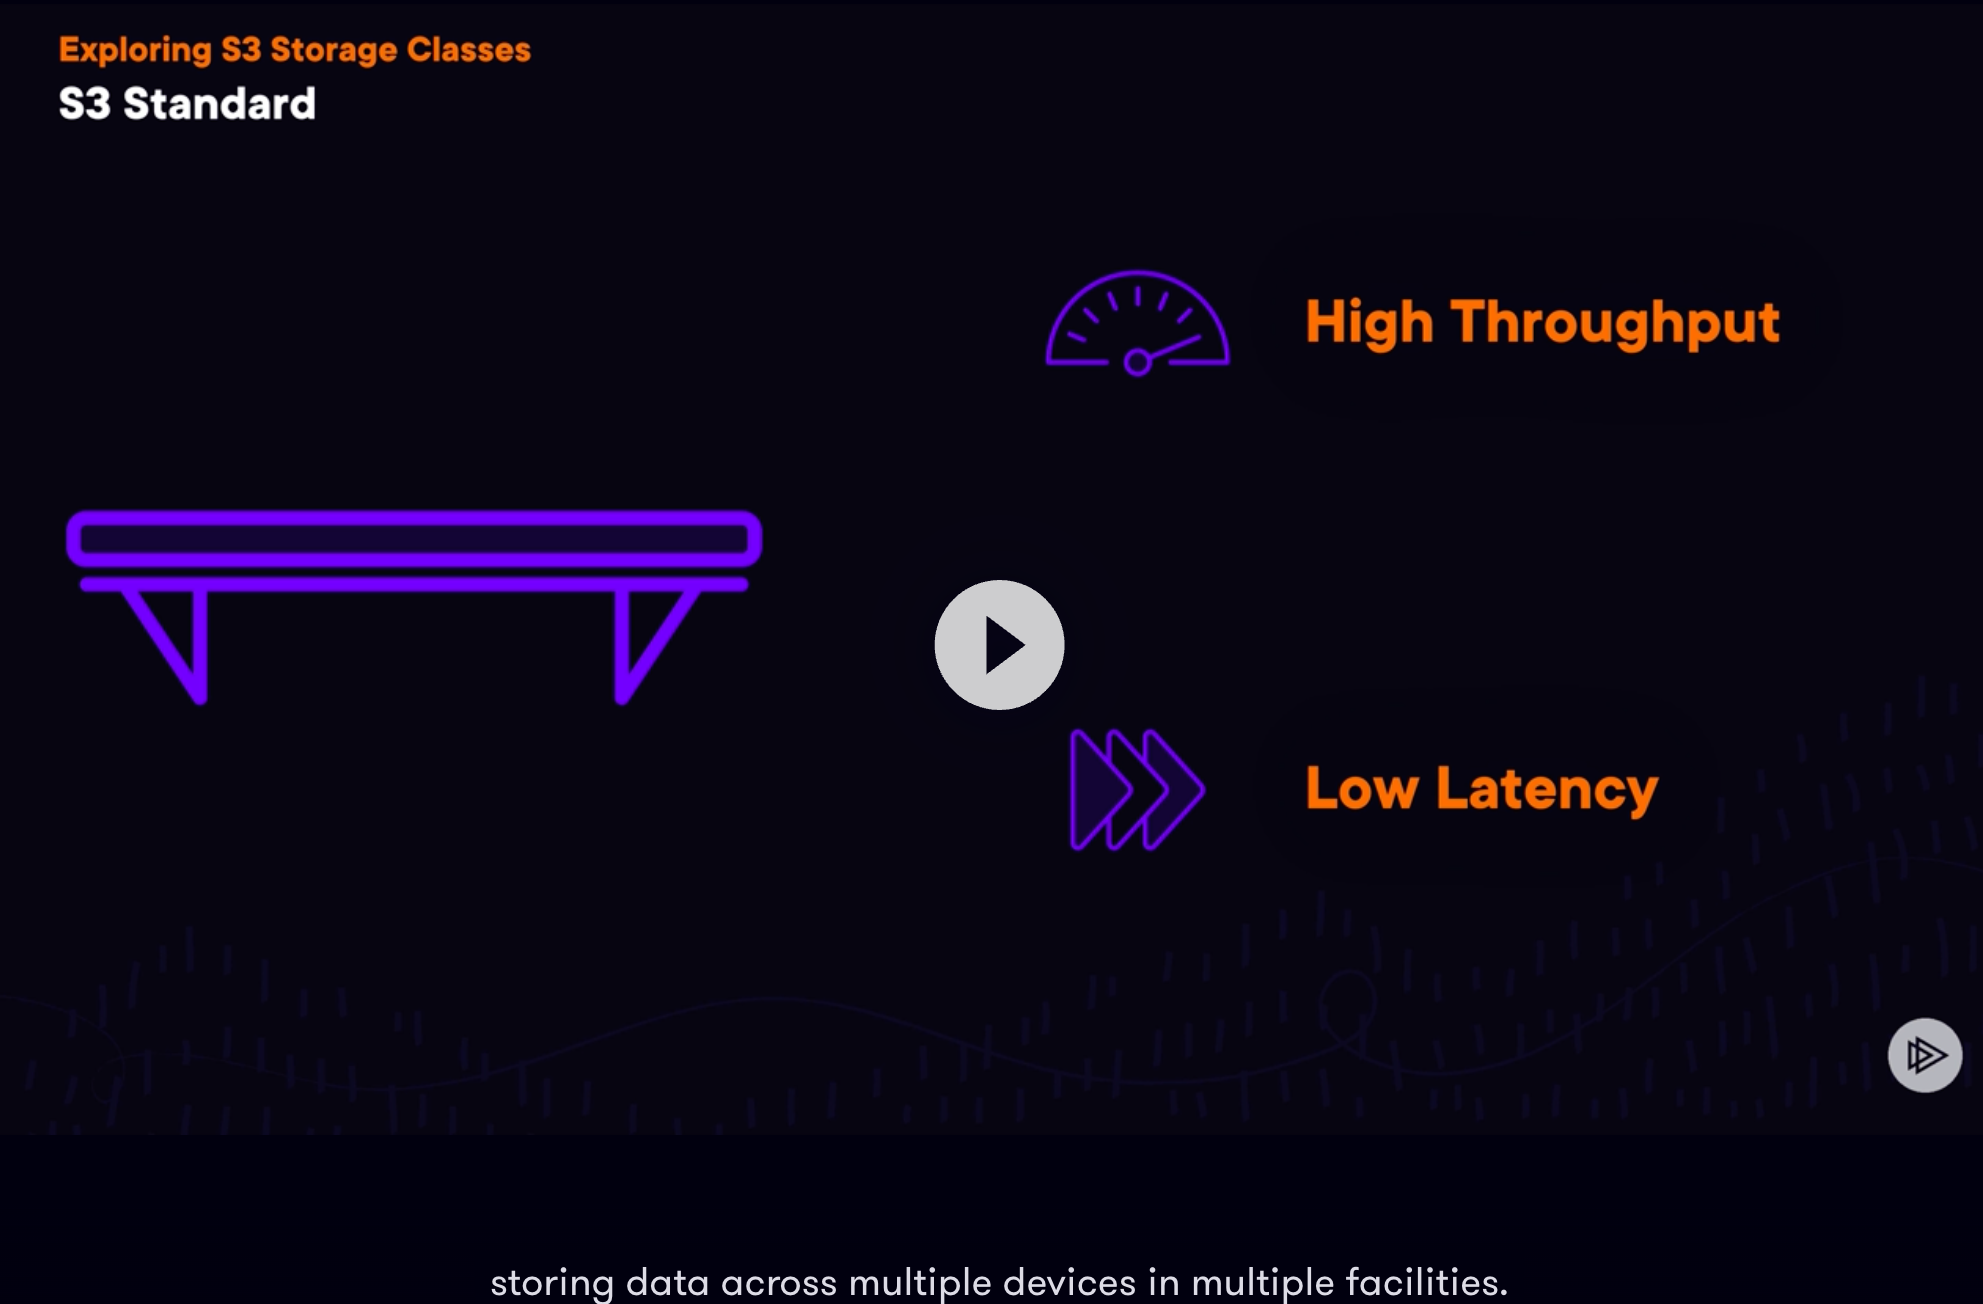 Exploring S3 Storage Classes
S3 Standard
High Throughput
Low Latency
storing data across multiple devices in multiple facilities.